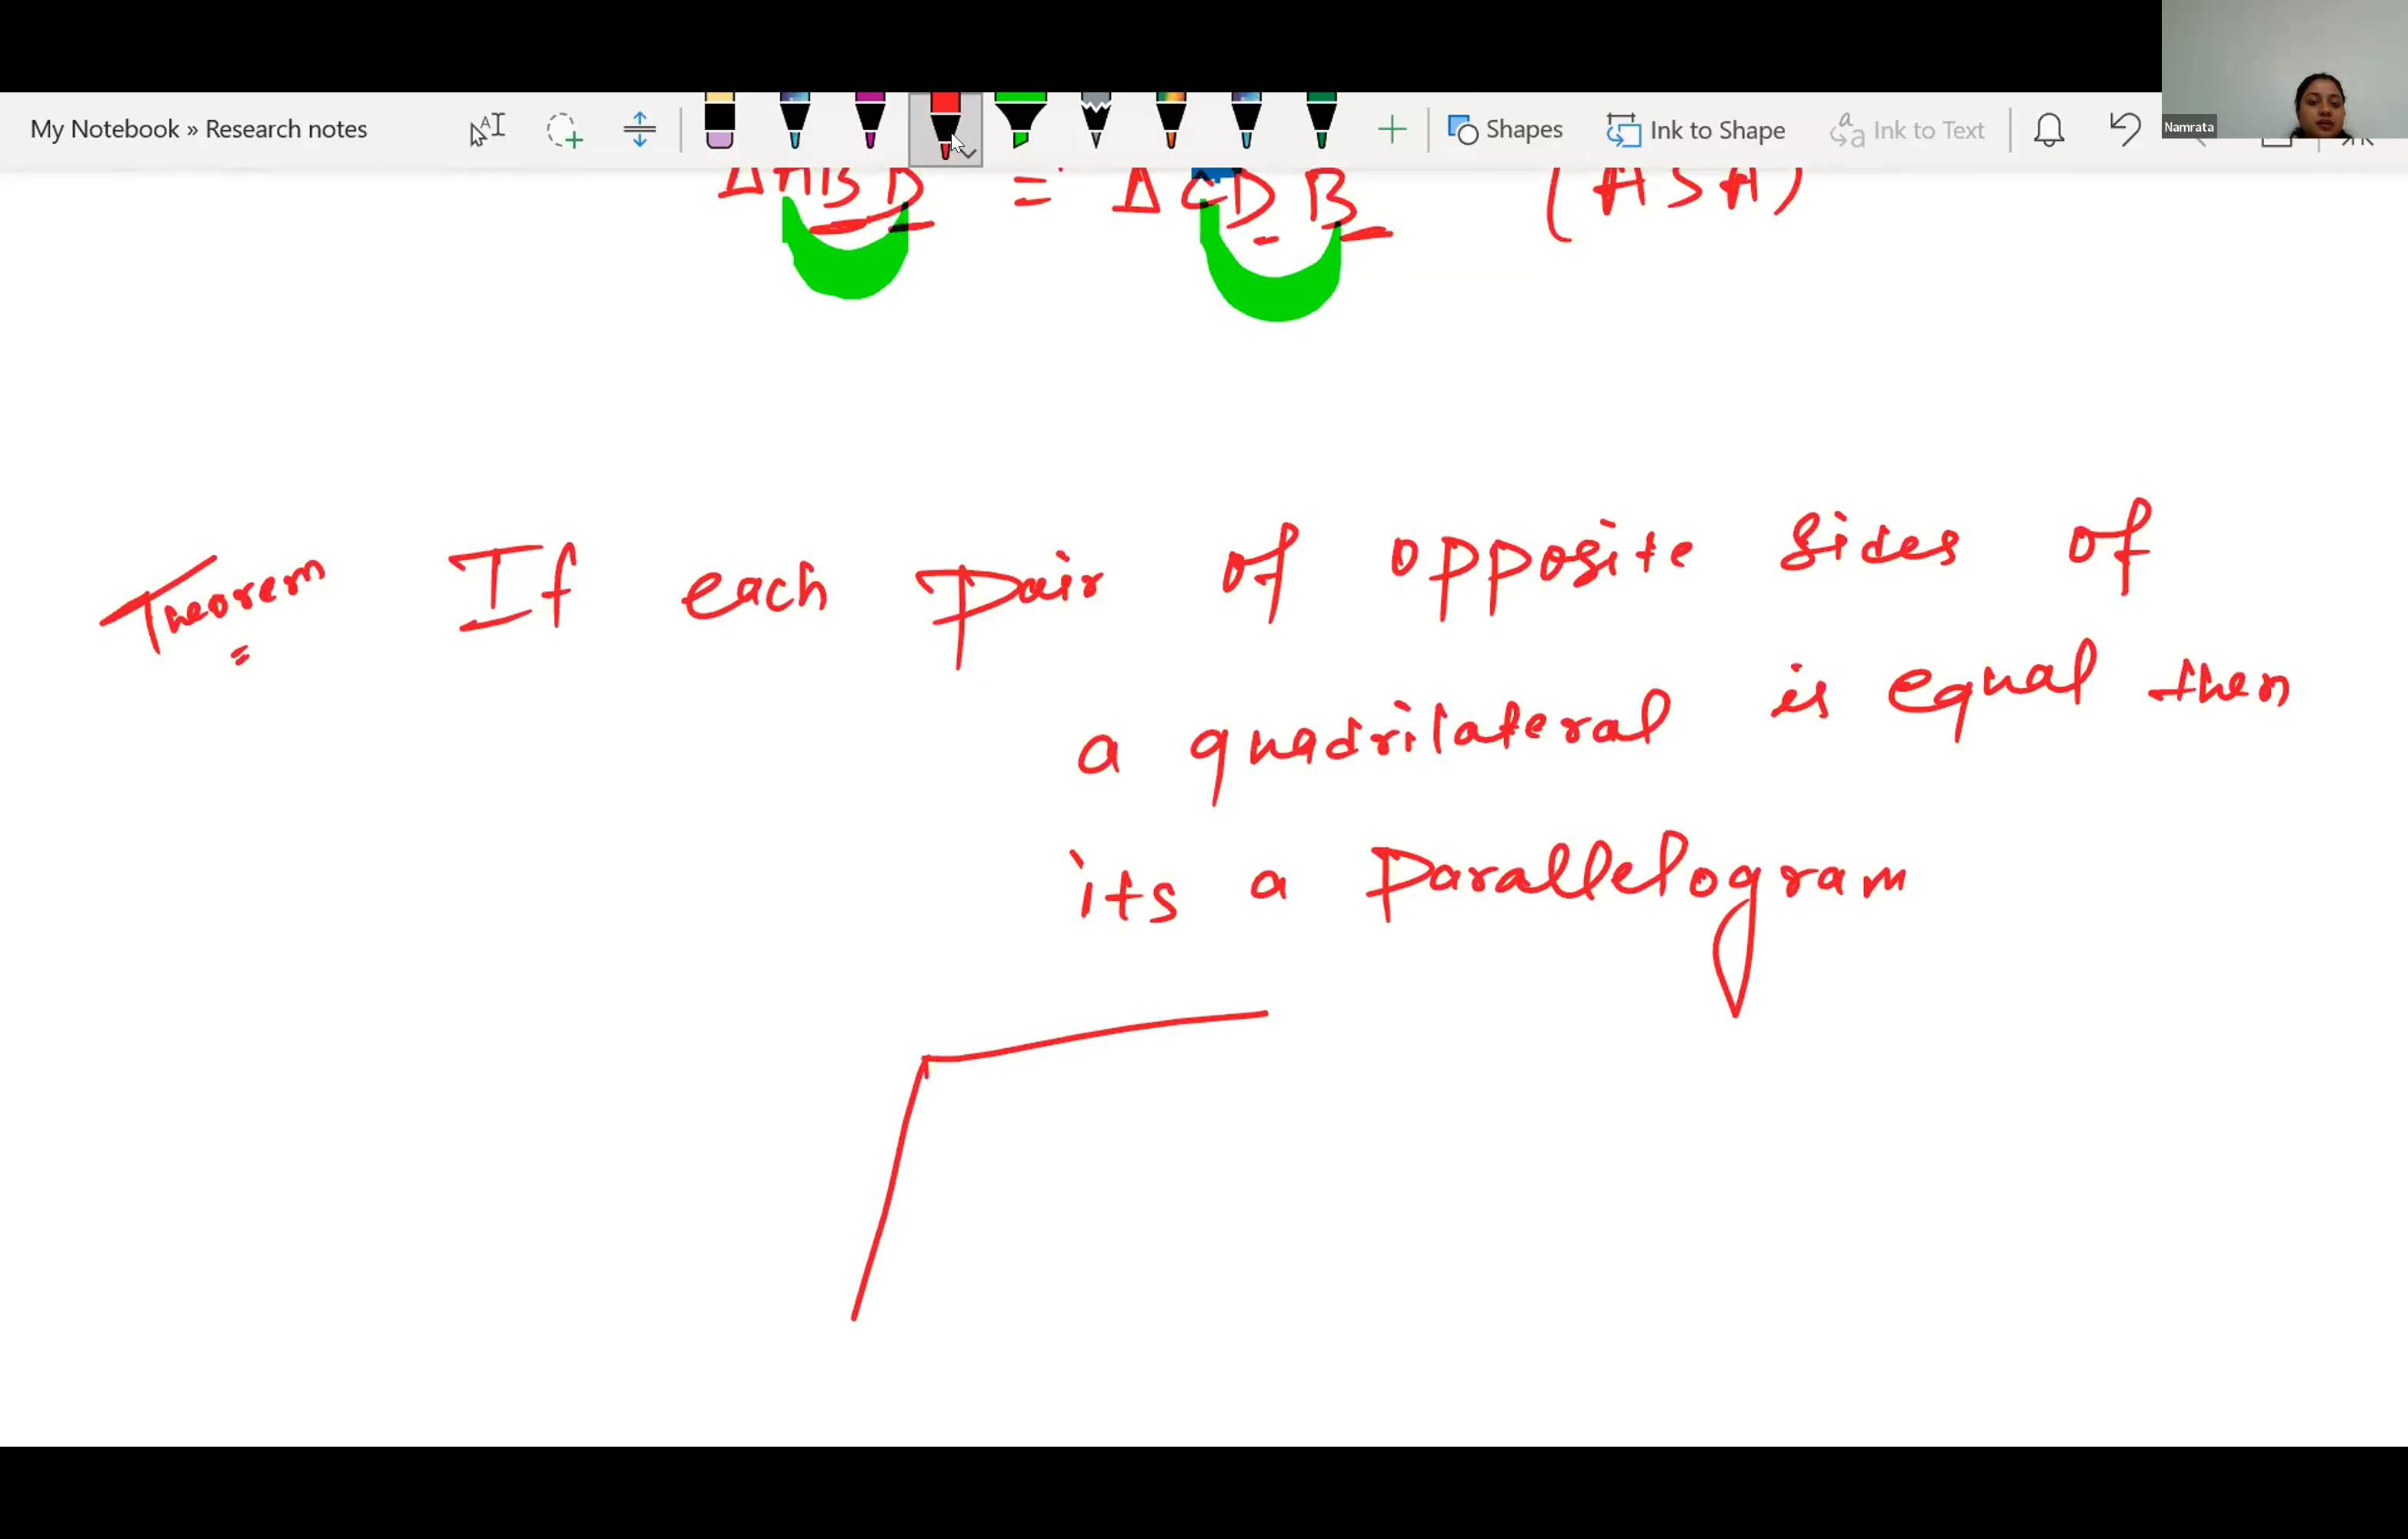 My Notebook » Research notes
Shapes
Ink to Shape
Ink to Text
Namrata
ΔABD = ΔCDB (ASA)
Theorem If each pair of opposite sides of
a quadrilateral is equal then
its a parallelogram